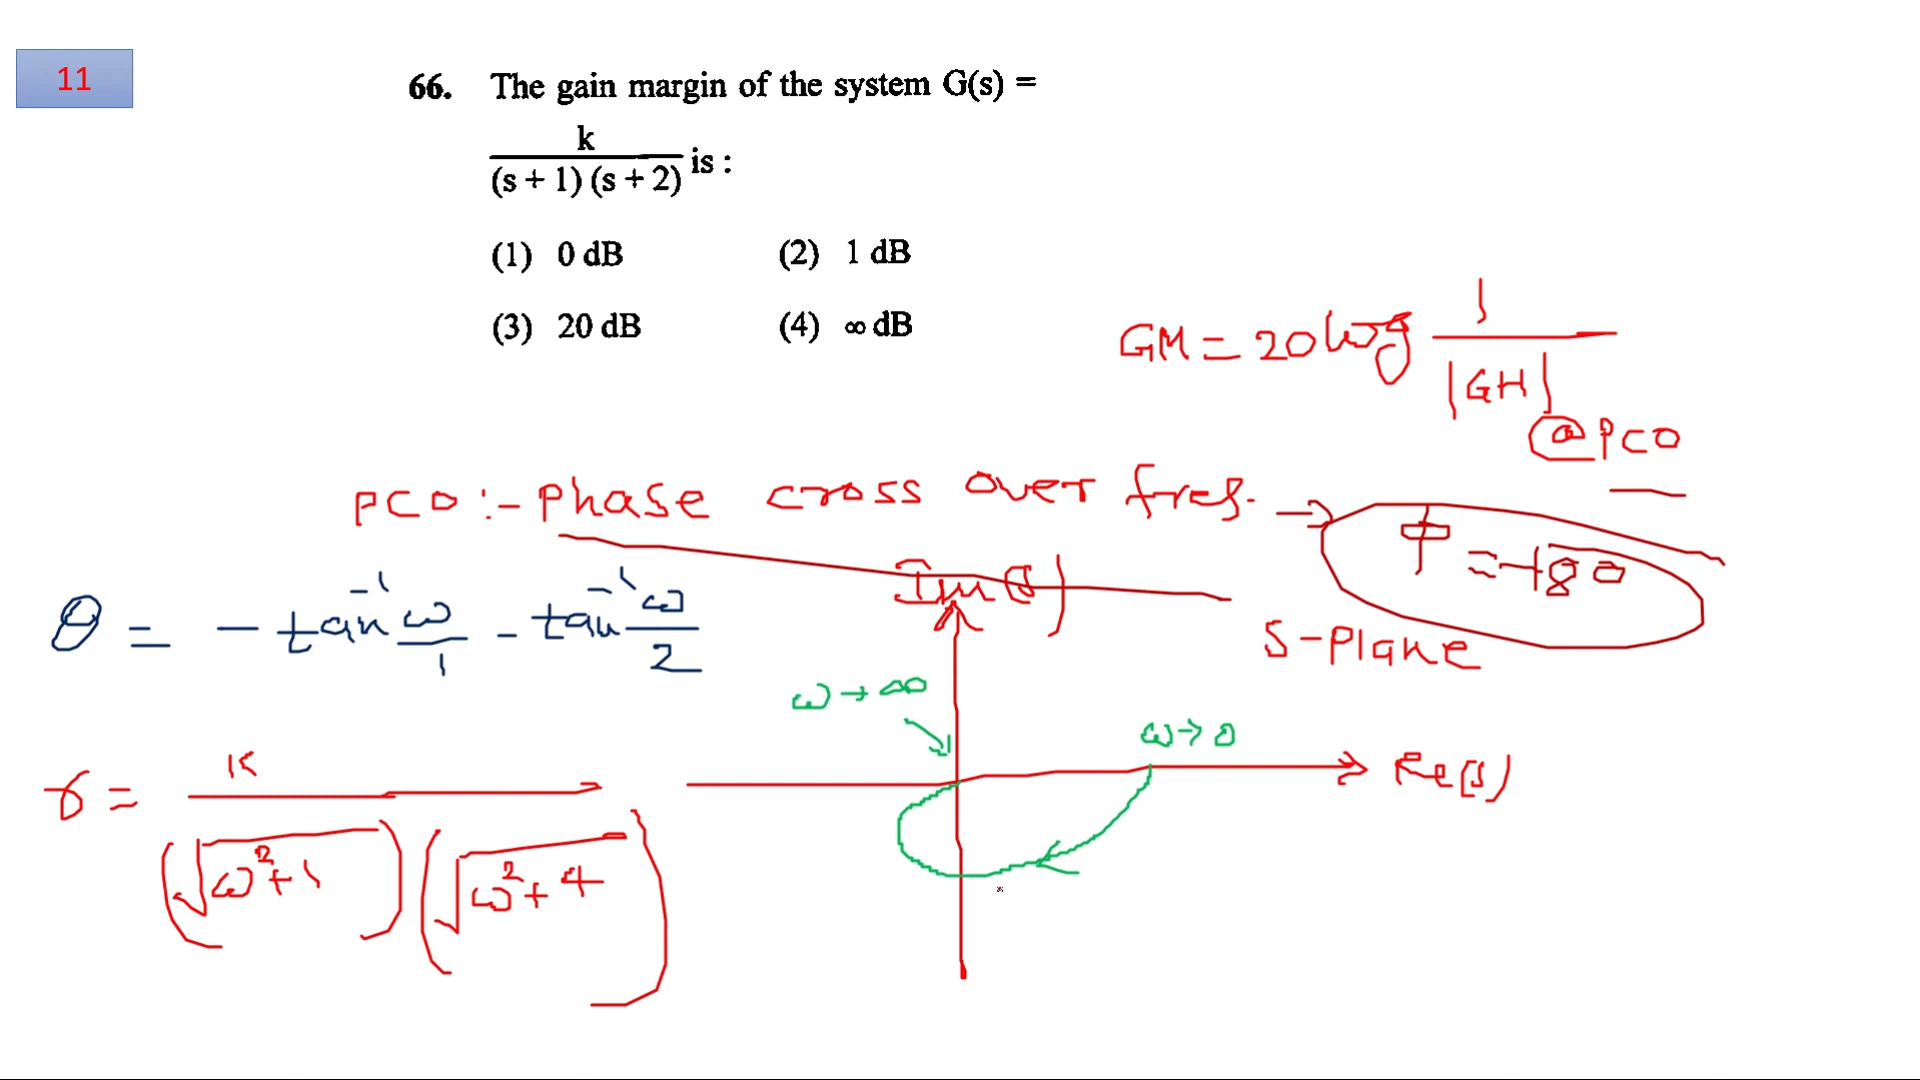 11
66. The gain margin of the system G(s) =
k
(s + 1) (s + 2) is :
(1) 0 dB (2) 1 dB
(3) 20 dB (4) ∞ dB
GM = 20 log 1
|GH|
@PCO
PCO :- Phase cross over freq. → ϕ = -180
Im(s)
S-Plane
θ = - tan⁻¹ ω/1 - tan⁻¹ ω/2
ω → ∞
ω → 0
Re(s)
r = K
(√ω²+1) (√ω²+4)